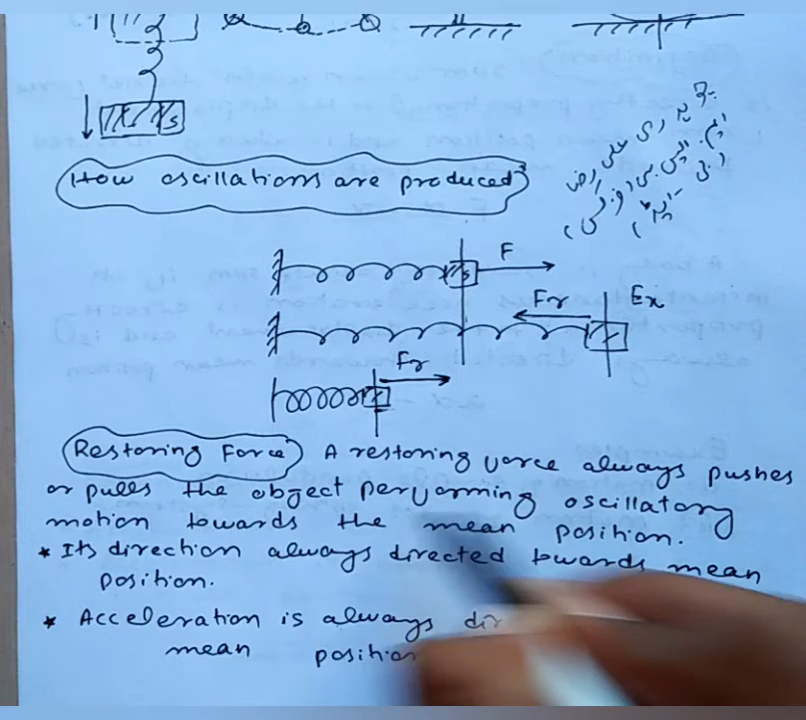 How oscillations are produced?
F
Fr
Ex
Fr
Restoring Force A restoring force always pushes
or pulls the object performing oscillatory
motion towards the mean position.
* Its direction always directed towards mean
position.
* Acceleration is always dir
mean position